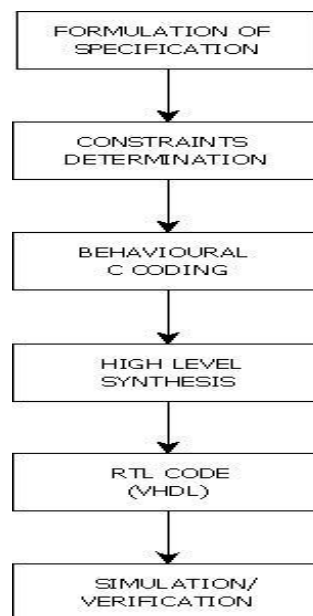 FORMULATION OF
SPECIFICATION
CONSTRAINTS
DETERMINATION
BEHAVIOURAL
C CODING
HIGH LEVEL
SYNTHESIS
RTL CODE
(VHDL)
SIMULATION/
VERIFICATION